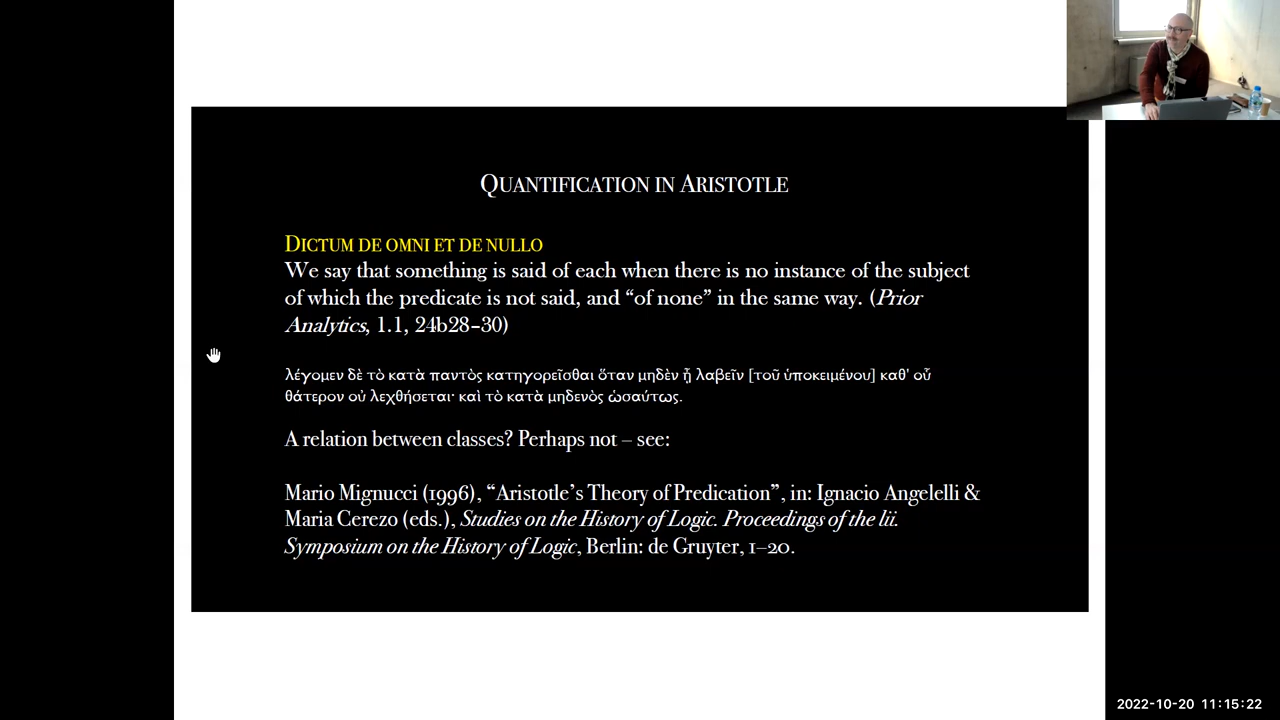 QUANTIFICATION IN ARISTOTLE
DICTUM DE OMNI ET DE NULLO
We say that something is said of each when there is no instance of the subject
of which the predicate is not said, and “of none” in the same way. (Prior
Analytics, 1.1, 24b28–30)
λέγομεν δὲ τὸ κατὰ παντὸς κατηγορεῖσθαι ὅταν μηδὲν ᾖ λαβεῖν [τοῦ ὑποκειμένου] καθ' οὗ
θάτερον οὐ λεχθήσεται· καὶ τὸ κατὰ μηδενὸς ὡσαύτως.
A relation between classes? Perhaps not – see:
Mario Mignucci (1996), “Aristotle’s Theory of Predication”, in: Ignacio Angelelli &
Maria Cerezo (eds.), Studies on the History of Logic. Proceedings of the Iii.
Symposium on the History of Logic, Berlin: de Gruyter, 1–20.
2022-10-20 11:15:22